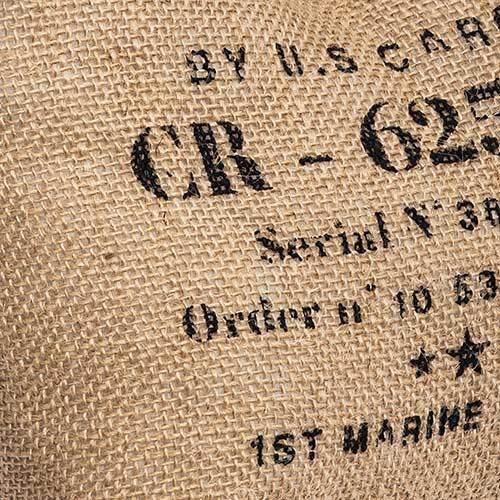 BY U.S CAR
CR - 625
Serial N° 38
Order n° 10 53
1ST MARINE